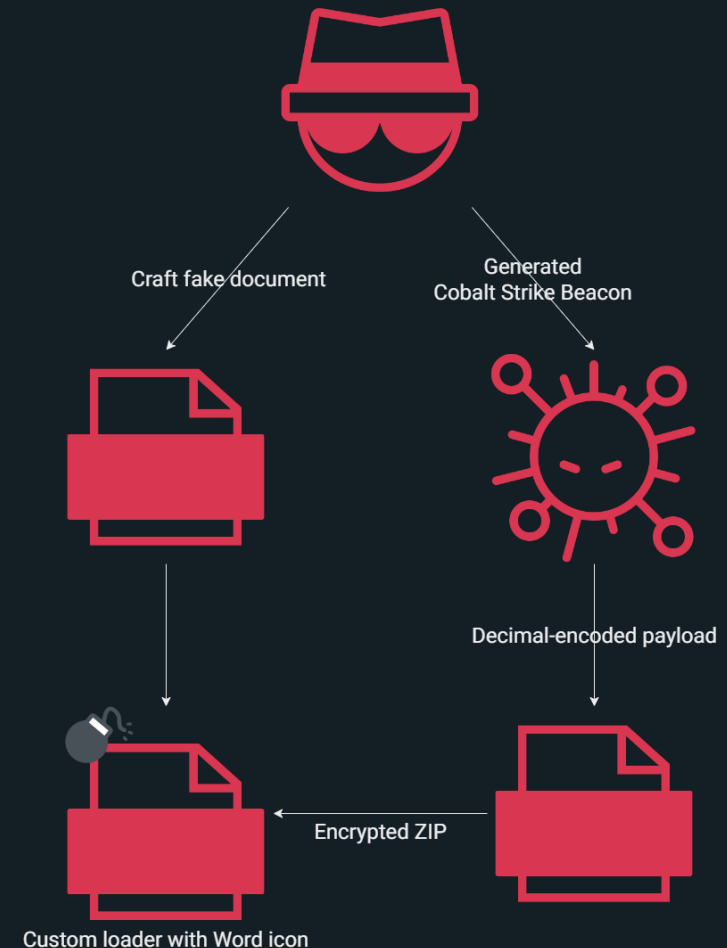 Craft fake document
Generated
Cobalt Strike Beacon
Decimal-encoded payload
Encrypted ZIP
Custom loader with Word icon